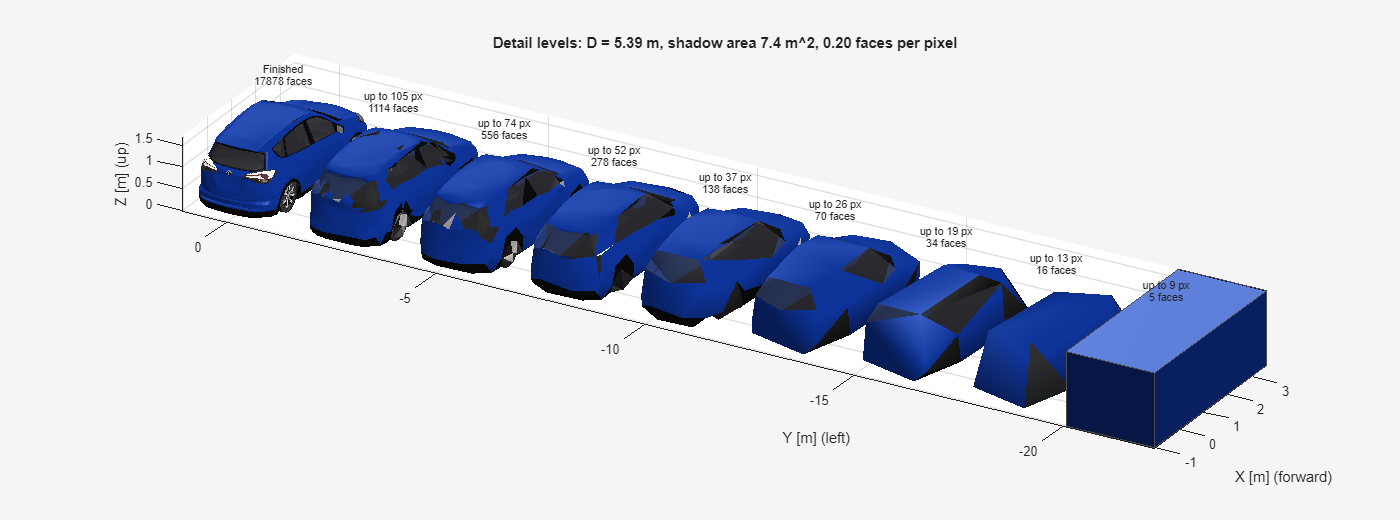 Detail levels: D = 5.39 m, shadow area 7.4 m^2, 0.20 faces per pixel
Finished
17878 faces
up to 105 px
1114 faces
up to 74 px
556 faces
up to 52 px
278 faces
up to 37 px
138 faces
up to 26 px
70 faces
up to 19 px
34 faces
up to 13 px
16 faces
up to 9 px
5 faces
Z [m] (up)
1.5
1
0.5
0
0
-5
-10
-15
-20
Y [m] (left)
3
2
1
0
-1
X [m] (forward)